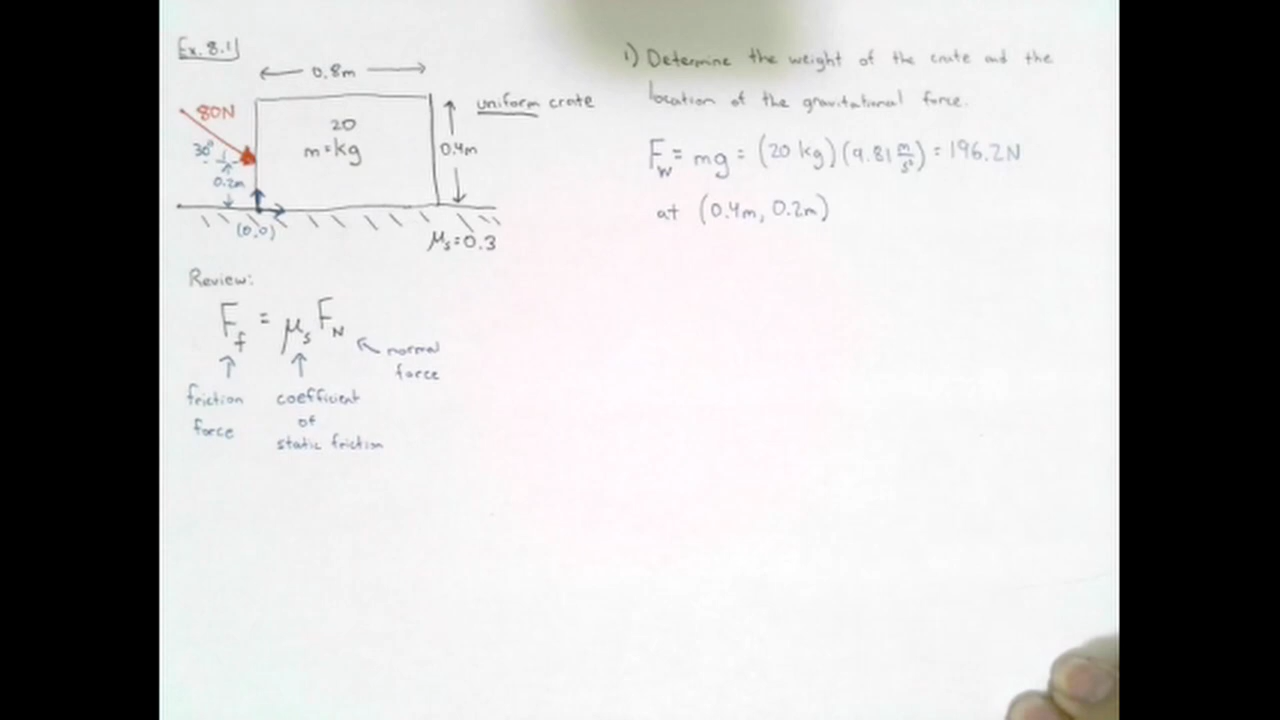 Ex. 8.1
0.8m
80N
uniform crate
20
m = kg
0.4m
30°
0.2m
(0,0)
μs = 0.3
Review:
Ff = μs FN
normal
force
friction
force
coefficient
of
static friction
1) Determine the weight of the crate and the
location of the gravitational force.
Fw = mg = (20 kg)(9.81 m/s²) = 196.2N
at (0.4m, 0.2m)